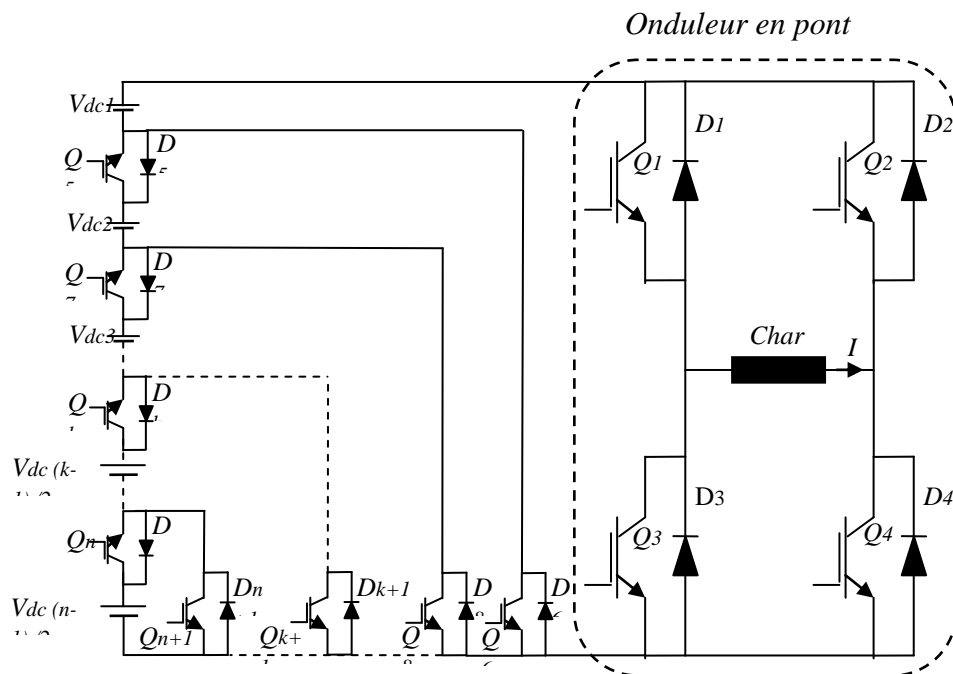 Onduleur en pont
Vdc1
D
Q
D1
D2
Q1
Q2
Vdc2
D
Q
Vdc3
Char
I
Q
D
Vdc (k-
D3
D4
Qn
D
Q3
Q4
Vdc (n-
Dn
Dk+1
D
D
Qn+1
Qk+
Q
Q